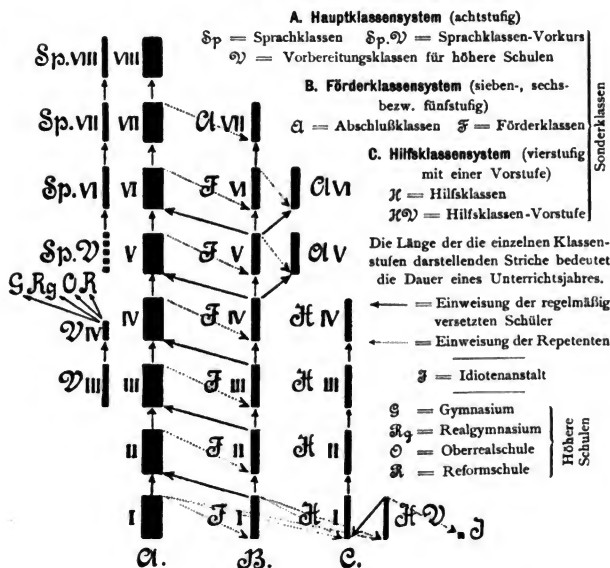 A. Hauptklassensystem (achtstufig)
Sp = Sprachklassen Sp.V = Sprachklassen-Vorkurs
V = Vorbereitungsklassen für höhere Schulen
B. Förderklassensystem (sieben-, sechs-
bezw. fünfstufig)
A = Abschlußklassen F = Förderklassen
C. Hilfsklassensystem (vierstufig
mit einer Vorstufe)
H = Hilfsklassen
HV = Hilfsklassen-Vorstufe
Sonderklassen
Die Länge der die einzelnen Klassen-
stufen darstellenden Striche bedeutet
die Dauer eines Unterrichtsjahres.
= Einweisung der regelmäßig
versetzten Schüler
= Einweisung der Repetenten
J = Idiotenanstalt
G = Gymnasium
Rg = Realgymnasium
O = Oberrealschule
R = Reformschule
Höhere
Schulen
Sp.VIII VIII
Sp.VII VII A VII
Sp.VI VI F VI A VI
Sp.V V F V A V
G Rg O R
V IV IV F IV H IV
V III III F III H III
II F II H II
I F I H I H V J
A. B. C.